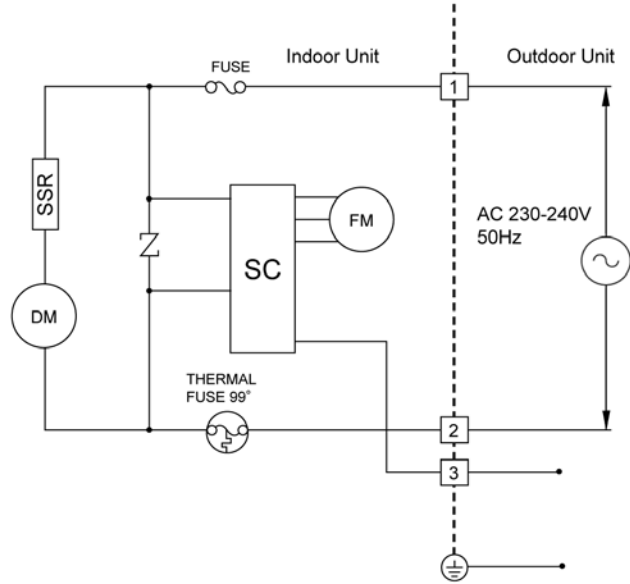 Indoor Unit
Outdoor Unit
FUSE
1
SSR
FM
AC 230-240V
50Hz
SC
DM
THERMAL
FUSE 99°
2
3